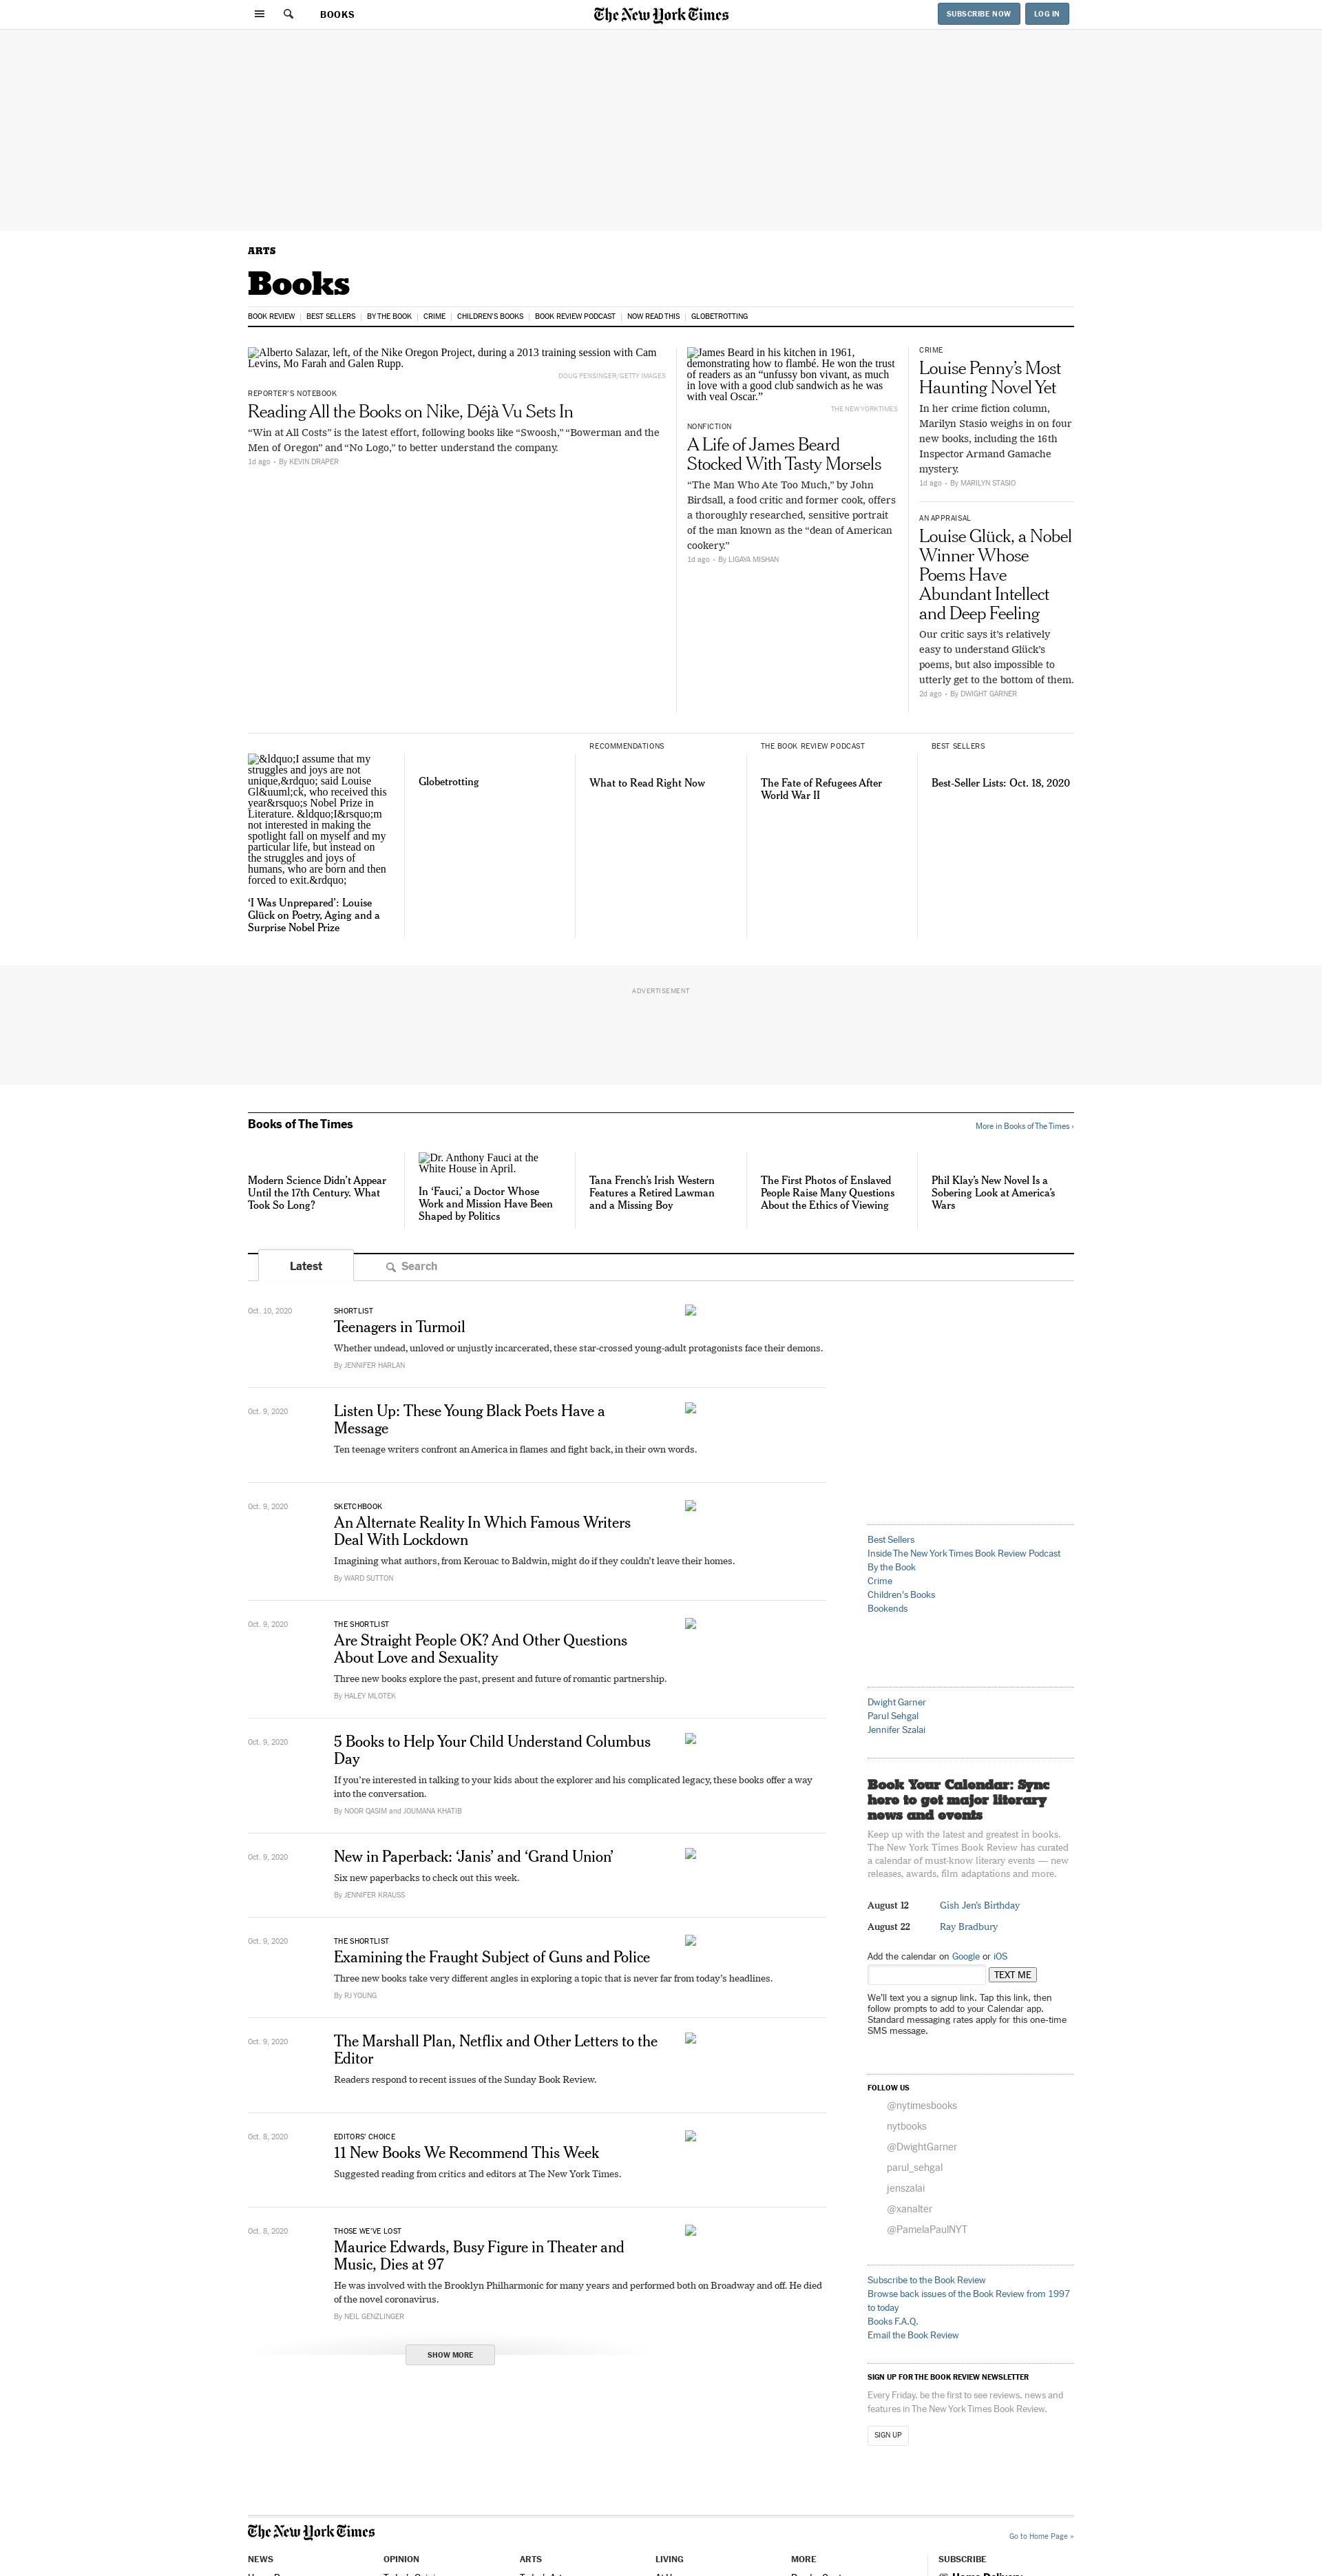 BOOKS
The New York Times
SUBSCRIBE NOW
LOG IN
ARTS
Books
BOOK REVIEW
BEST SELLERS
BY THE BOOK
CRIME
CHILDREN'S BOOKS
BOOK REVIEW PODCAST
NOW READ THIS
GLOBETROTTING
Alberto Salazar, left, of the Nike Oregon Project, during a 2013 training session with Cam
Levins, Mo Farah and Galen Rupp.
DOUG PENSINGER/GETTY IMAGES
REPORTER'S NOTEBOOK
Reading All the Books on Nike, Déjà Vu Sets In
“Win at All Costs” is the latest effort, following books like “Swoosh,” “Bowerman and the
Men of Oregon” and “No Logo,” to better understand the company.
1d ago • By KEVIN DRAPER
James Beard in his kitchen in 1961,
demonstrating how to flambé. He won the trust
of readers as an “unfussy bon vivant, as much
in love with a good club sandwich as he was
with veal Oscar.”
THE NEW YORKTIMES
NONFICTION
A Life of James Beard
Stocked With Tasty Morsels
“The Man Who Ate Too Much,” by John
Birdsall, a food critic and former cook, offers
a thoroughly researched, sensitive portrait
of the man known as the “dean of American
cookery.”
1d ago • By LIGAYA MISHAN
CRIME
Louise Penny’s Most
Haunting Novel Yet
In her crime fiction column,
Marilyn Stasio weighs in on four
new books, including the 16th
Inspector Armand Gamache
mystery.
1d ago • By MARILYN STASIO
AN APPRAISAL
Louise Glück, a Nobel
Winner Whose
Poems Have
Abundant Intellect
and Deep Feeling
Our critic says it’s relatively
easy to understand Glück’s
poems, but also impossible to
utterly get to the bottom of them.
2d ago • By DWIGHT GARNER
&ldquo;I assume that my
struggles and joys are not
unique,&rdquo; said Louise
Gl&uuml;ck, who received this
year&rsquo;s Nobel Prize in
Literature. &ldquo;I&rsquo;m
not interested in making the
spotlight fall on myself and my
particular life, but instead on
the struggles and joys of
humans, who are born and then
forced to exit.&rdquo;
‘I Was Unprepared’: Louise
Glück on Poetry, Aging and a
Surprise Nobel Prize
Globetrotting
RECOMMENDATIONS
What to Read Right Now
THE BOOK REVIEW PODCAST
The Fate of Refugees After
World War II
BEST SELLERS
Best-Seller Lists: Oct. 18, 2020
ADVERTISEMENT
Books of The Times
More in Books of The Times ›
Modern Science Didn’t Appear
Until the 17th Century. What
Took So Long?
Dr. Anthony Fauci at the
White House in April.
In ‘Fauci,’ a Doctor Whose
Work and Mission Have Been
Shaped by Politics
Tana French’s Irish Western
Features a Retired Lawman
and a Missing Boy
The First Photos of Enslaved
People Raise Many Questions
About the Ethics of Viewing
Phil Klay’s New Novel Is a
Sobering Look at America’s
Wars
Latest
Search
Oct. 10, 2020
SHORTLIST
Teenagers in Turmoil
Whether undead, unloved or unjustly incarcerated, these star-crossed young-adult protagonists face their demons.
By JENNIFER HARLAN
Oct. 9, 2020
Listen Up: These Young Black Poets Have a
Message
Ten teenage writers confront an America in flames and fight back, in their own words.
Oct. 9, 2020
SKETCHBOOK
An Alternate Reality In Which Famous Writers
Deal With Lockdown
Imagining what authors, from Kerouac to Baldwin, might do if they couldn’t leave their homes.
By WARD SUTTON
Oct. 9, 2020
THE SHORTLIST
Are Straight People OK? And Other Questions
About Love and Sexuality
Three new books explore the past, present and future of romantic partnership.
By HALEY MLOTEK
Oct. 9, 2020
5 Books to Help Your Child Understand Columbus
Day
If you’re interested in talking to your kids about the explorer and his complicated legacy, these books offer a way
into the conversation.
By NOOR QASIM and JOUMANA KHATIB
Oct. 9, 2020
New in Paperback: ‘Janis’ and ‘Grand Union’
Six new paperbacks to check out this week.
By JENNIFER KRAUSS
Oct. 9, 2020
THE SHORTLIST
Examining the Fraught Subject of Guns and Police
Three new books take very different angles in exploring a topic that is never far from today’s headlines.
By RJ YOUNG
Oct. 9, 2020
The Marshall Plan, Netflix and Other Letters to the
Editor
Readers respond to recent issues of the Sunday Book Review.
Oct. 8, 2020
EDITORS’ CHOICE
11 New Books We Recommend This Week
Suggested reading from critics and editors at The New York Times.
Oct. 8, 2020
THOSE WE’VE LOST
Maurice Edwards, Busy Figure in Theater and
Music, Dies at 97
He was involved with the Brooklyn Philharmonic for many years and performed both on Broadway and off. He died
of the novel coronavirus.
By NEIL GENZLINGER
SHOW MORE
Best Sellers
Inside The New York Times Book Review Podcast
By the Book
Crime
Children's Books
Bookends
Dwight Garner
Parul Sehgal
Jennifer Szalai
Book Your Calendar: Sync
here to get major literary
news and events
Keep up with the latest and greatest in books.
The New York Times Book Review has curated
a calendar of must-know literary events — new
releases, awards, film adaptations and more.
August 12
Gish Jen's Birthday
August 22
Ray Bradbury
Add the calendar on Google or iOS
TEXT ME
We'll text you a signup link. Tap this link, then
follow prompts to add to your Calendar app.
Standard messaging rates apply for this one-time
SMS message.
FOLLOW US
@nytimesbooks
nytbooks
@DwightGarner
parul_sehgal
jenszalai
@xanalter
@PamelaPaulNYT
Subscribe to the Book Review
Browse back issues of the Book Review from 1997
to today
Books F.A.Q.
Email the Book Review
SIGN UP FOR THE BOOK REVIEW NEWSLETTER
Every Friday, be the first to see reviews, news and
features in The New York Times Book Review.
SIGN UP
The New York Times
Go to Home Page »
NEWS
OPINION
ARTS
LIVING
MORE
SUBSCRIBE